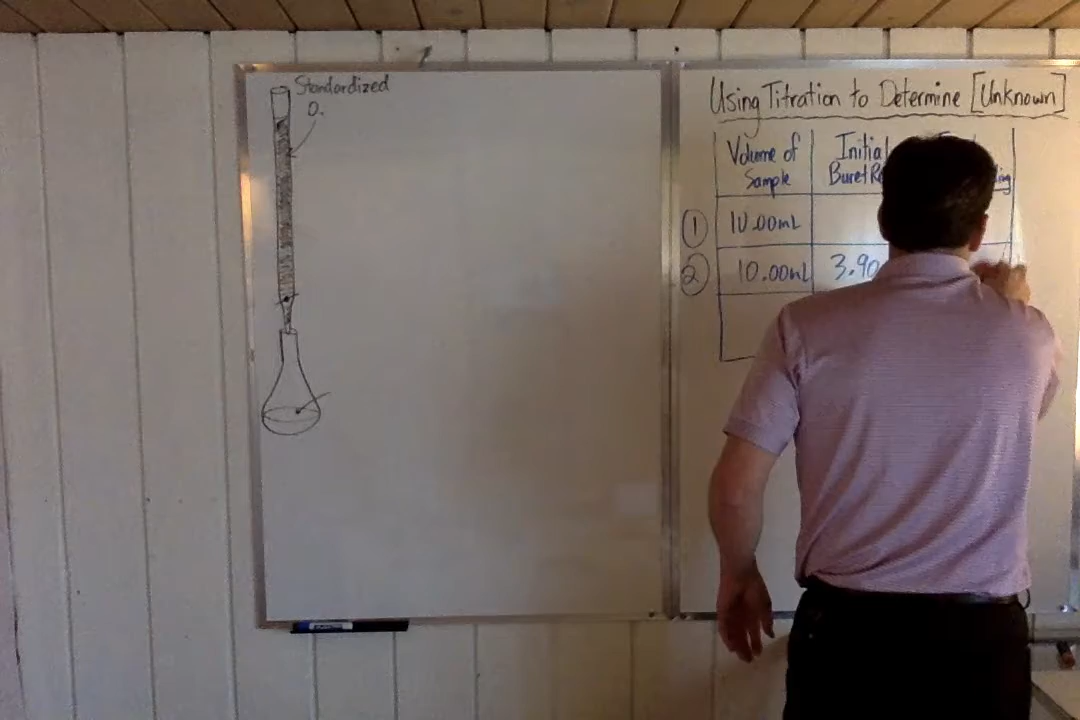 Standardized
0.
Using Titration to Determine [Unknown]
Volume of
Sample
Initial
Buret
1
10.00mL
2
10.00mL
3.90